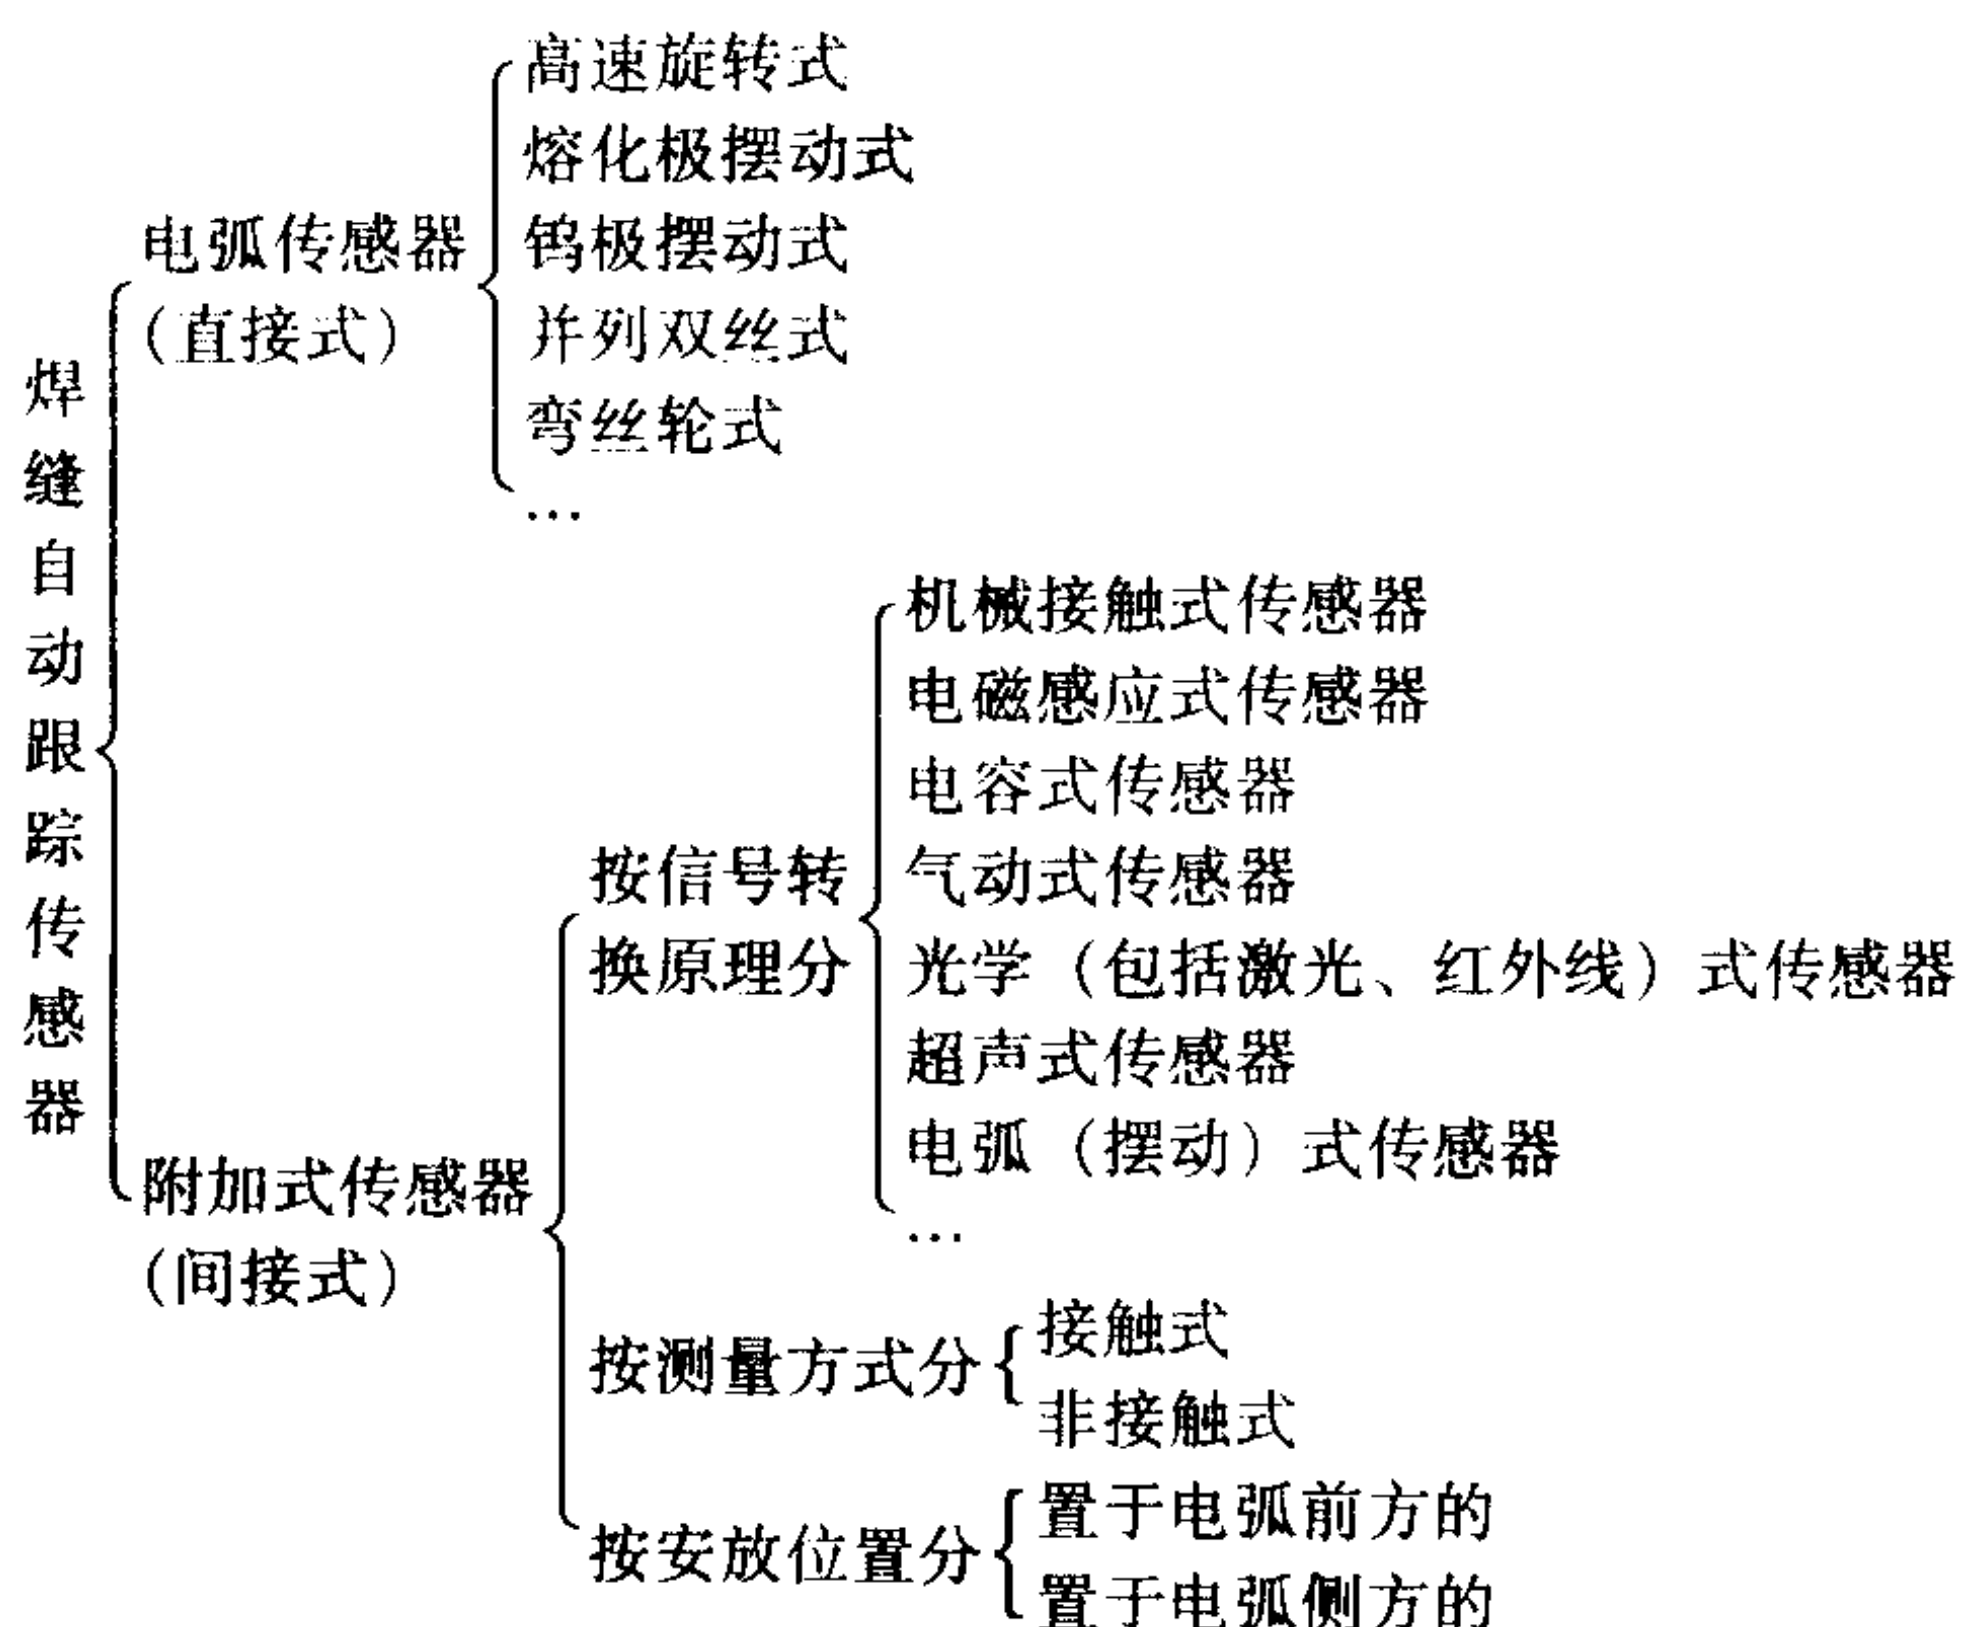 焊缝自动跟踪传感器
电弧传感器
（直接式）
高速旋转式
熔化极摆动式
钨极摆动式
并列双丝式
弯丝轮式
…
附加式传感器
（间接式）
按信号转
换原理分
机械接触式传感器
电磁感应式传感器
电容式传感器
气动式传感器
光学（包括激光、红外线）式传感器
超声式传感器
电弧（摆动）式传感器
…
按测量方式分
接触式
非接触式
按安放位置分
置于电弧前方的
置于电弧侧方的